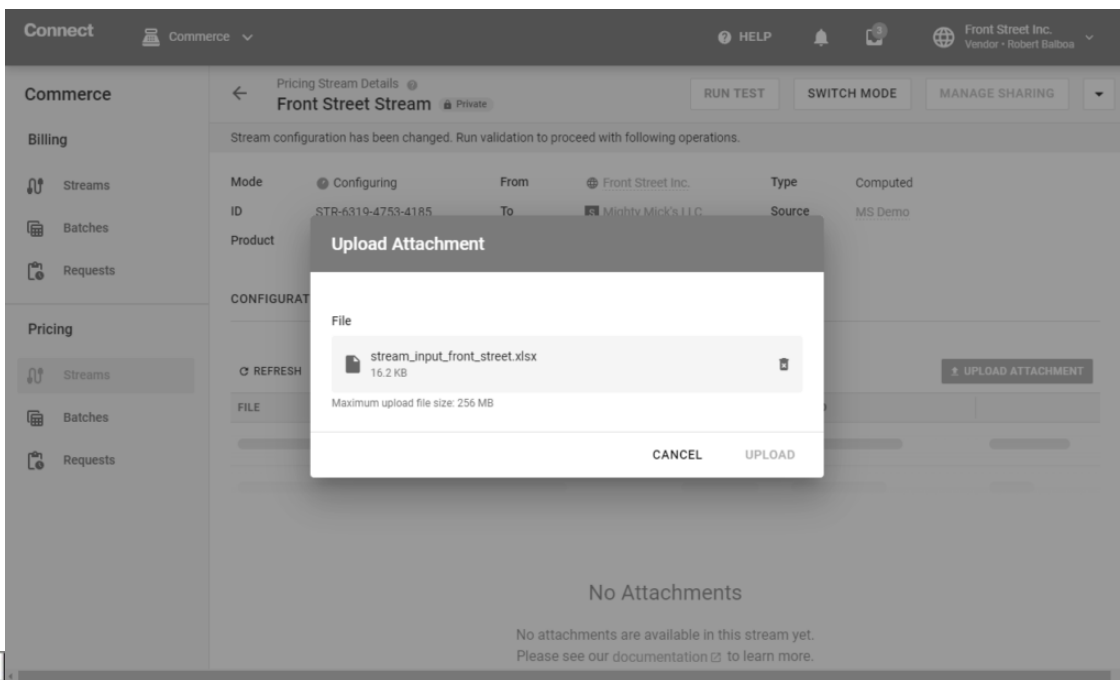 Connect
Commerce
HELP
3
Front Street Inc.
Vendor • Robert Balboa
Commerce
Billing
Streams
Batches
Requests
Pricing
Streams
Batches
Requests
Pricing Stream Details
Front Street Stream Private
RUN TEST
SWITCH MODE
MANAGE SHARING
Stream configuration has been changed. Run validation to proceed with following operations.
Mode Configuring From Front Street Inc. Type Computed
ID STR-6319-4753-4185 To Mighty Mick's LLC Source MS Demo
Product
CONFIGURAT
REFRESH
UPLOAD ATTACHMENT
FILE
Upload Attachment
File
stream_input_front_street.xlsx
16.2 KB
Maximum upload file size: 256 MB
CANCEL UPLOAD
No Attachments
No attachments are available in this stream yet.
Please see our documentation to learn more.